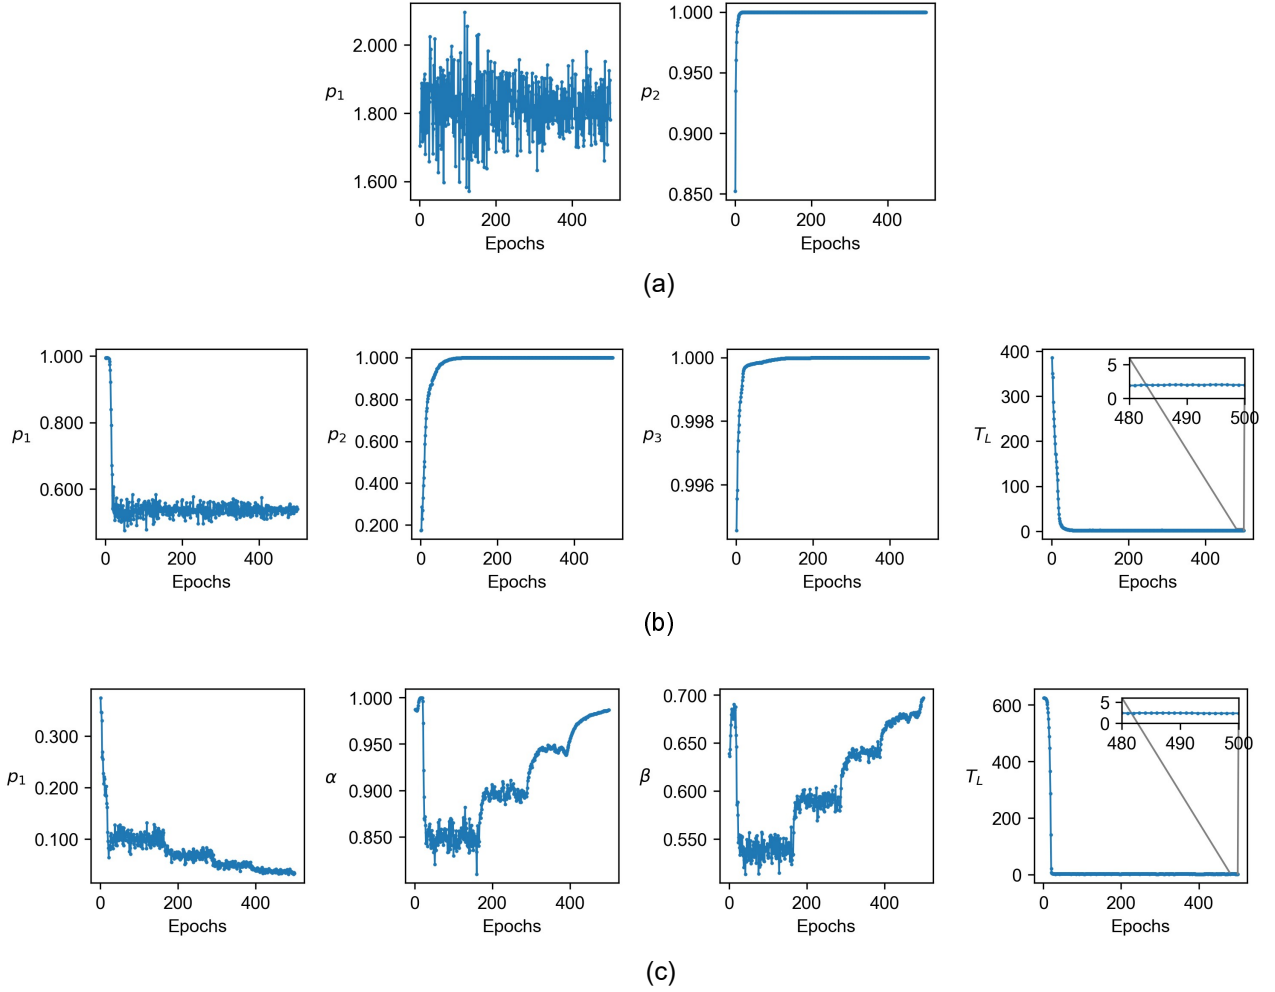 2.000
1.800
1.600
p1
0 200 400
Epochs
1.000
0.950
0.900
0.850
p2
0 200 400
Epochs
(a)
1.000
0.800
0.600
p1
0 200 400
Epochs
1.000
0.800
0.600
0.400
0.200
p2
0 200 400
Epochs
1.000
0.998
0.996
p3
0 200 400
Epochs
400
300
200
100
0
TL
5
0
480 490 500
0 200 400
Epochs
(b)
0.300
0.200
0.100
p1
0 200 400
Epochs
1.000
0.950
0.900
0.850
α
0 200 400
Epochs
0.700
0.650
0.600
0.550
β
0 200 400
Epochs
600
400
200
0
TL
5
0
480 490 500
0 200 400
Epochs
(c)